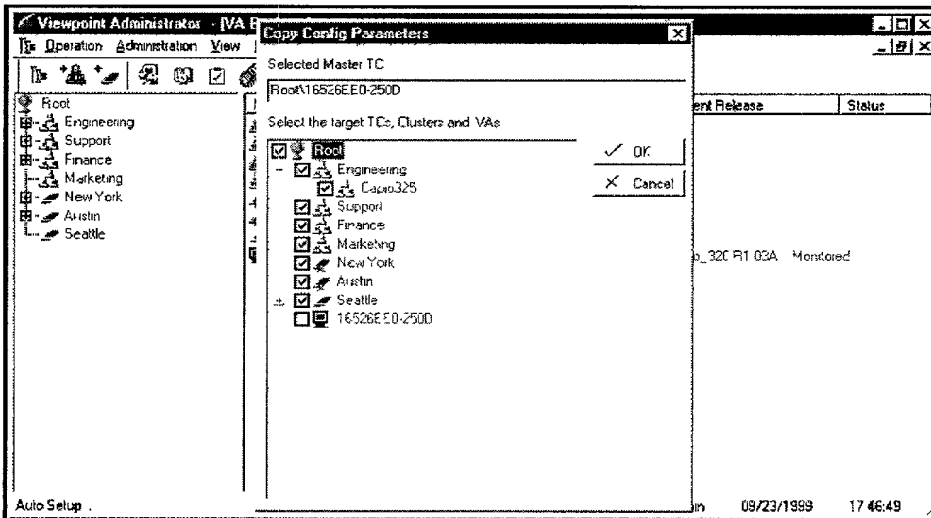 Viewpoint Administrator - [VA
Operation Administration View
Copy Config Parameters
Selected Master TC
Root\16526EE0-250D
Select the target TCs, Clusters and VAs
Root
Engineering
Capio325
Support
Finance
Marketing
New York
Austin
Seattle
16526EE0-250D
OK
Cancel
Root
Engineering
Support
Finance
Marketing
New York
Austin
Seattle
ent Release
Status
o_320 R1.03A Monitored
Auto Setup .
in
09/23/1999
17:46:49